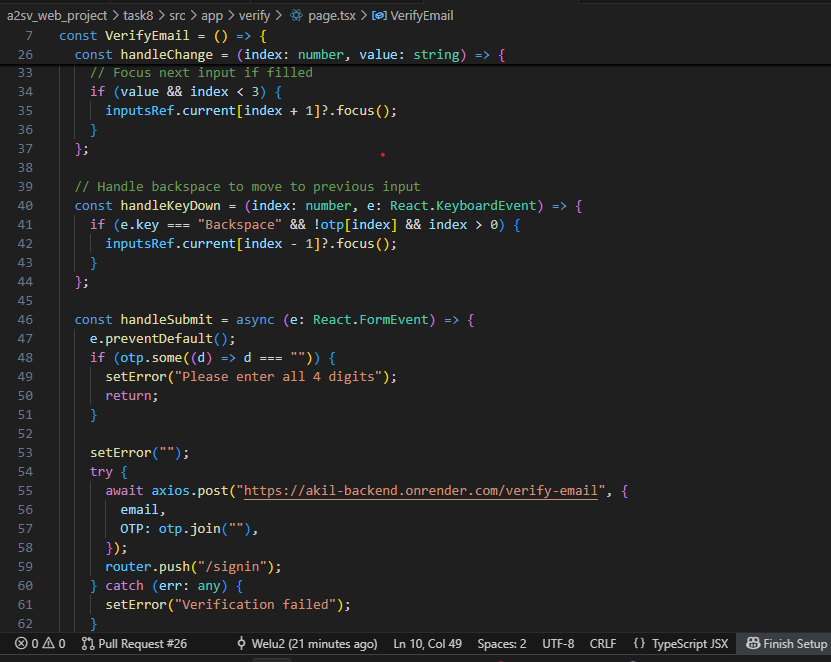 a2sv_web_project > task8 > src > app > verify > page.tsx > VerifyEmail
7 const VerifyEmail = () => {
26 const handleChange = (index: number, value: string) => {
33 // Focus next input if filled
34 if (value && index < 3) {
35 inputsRef.current[index + 1]?.focus();
36 }
37 };
38
39 // Handle backspace to move to previous input
40 const handleKeyDown = (index: number, e: React.KeyboardEvent) => {
41 if (e.key === "Backspace" && !otp[index] && index > 0) {
42 inputsRef.current[index - 1]?.focus();
43 }
44 };
45
46 const handleSubmit = async (e: React.FormEvent) => {
47 e.preventDefault();
48 if (otp.some((d) => d === "")) {
49 setError("Please enter all 4 digits");
50 return;
51 }
52
53 setError("");
54 try {
55 await axios.post("https://akil-backend.onrender.com/verify-email", {
56 email,
57 OTP: otp.join(""),
58 });
59 router.push("/signin");
60 } catch (err: any) {
61 setError("Verification failed");
62 }
0 0 Pull Request #26 Welu2 (21 minutes ago) Ln 10, Col 49 Spaces: 2 UTF-8 CRLF {} TypeScript JSX Finish Setup